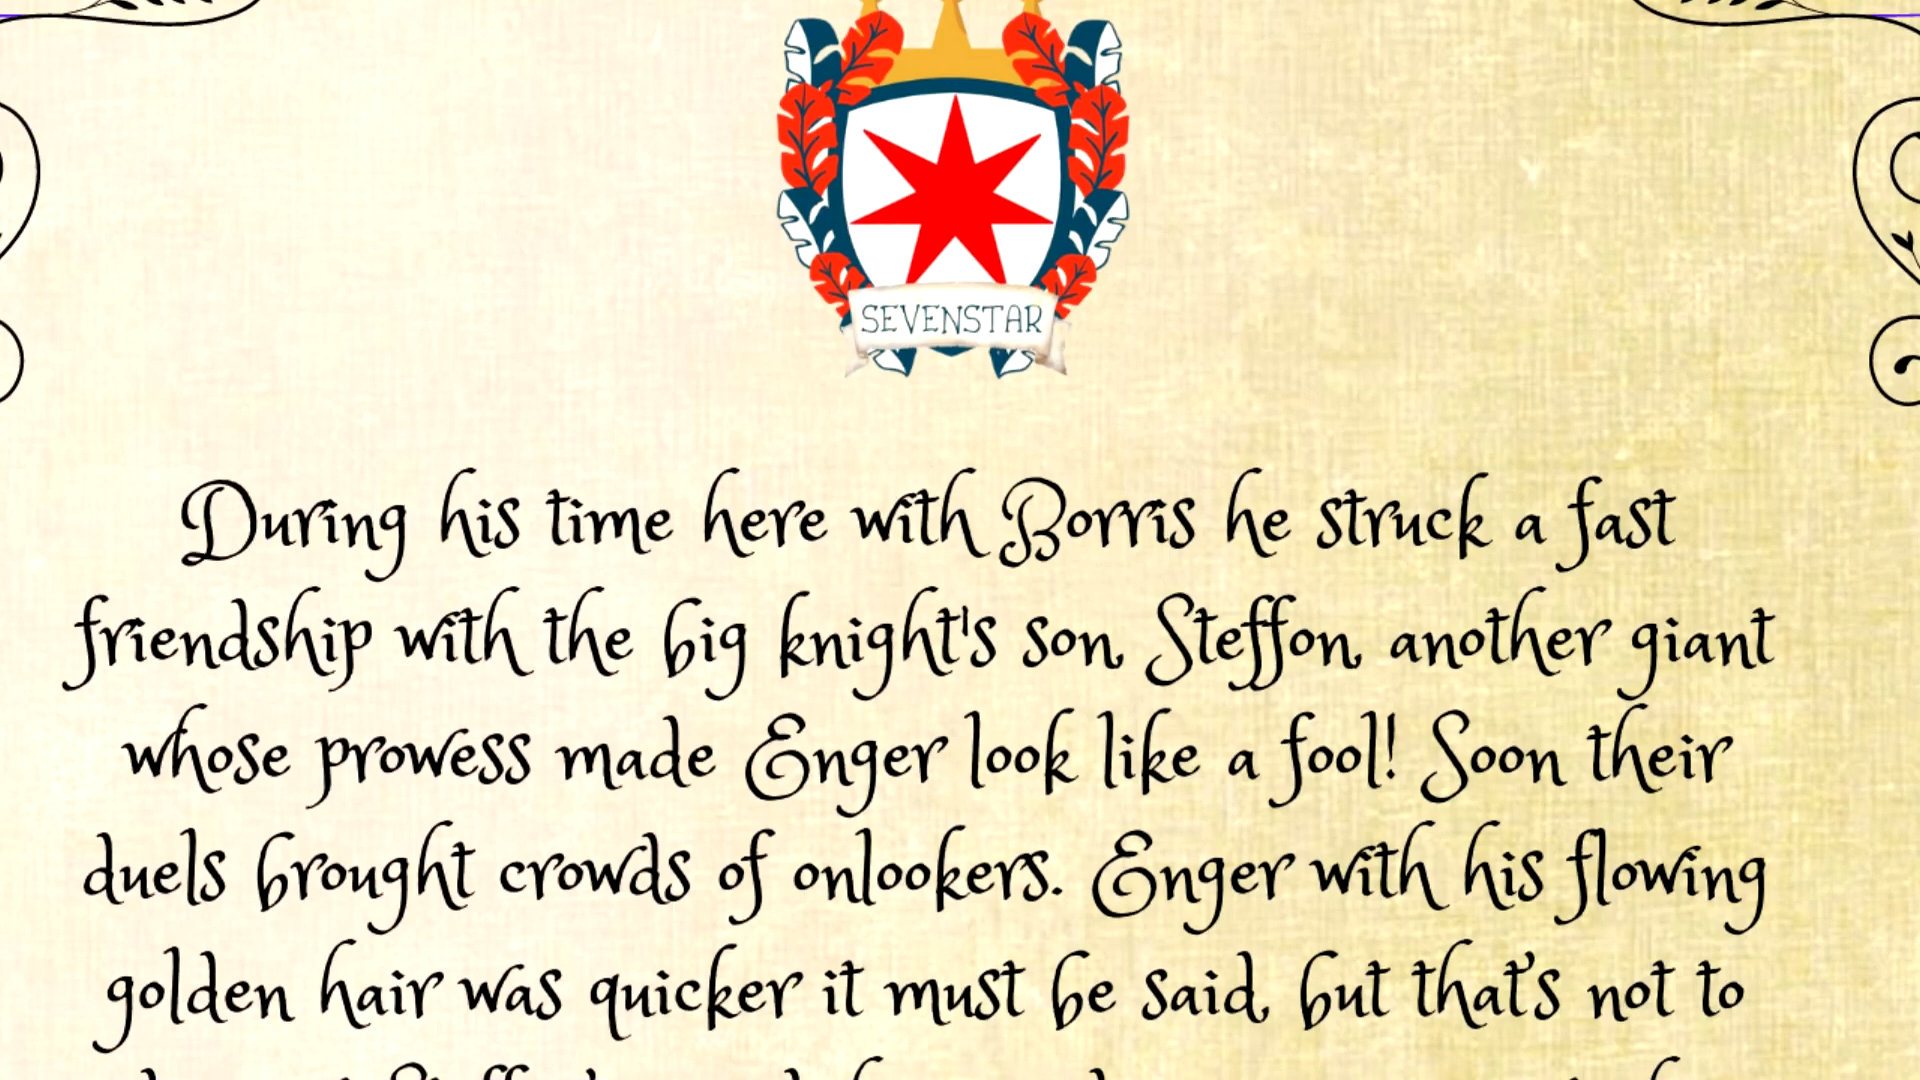 SEVENSTAR
During his time here with Borris he struck a fast
friendship with the big knight's son, Steffon, another giant
whose prowess made Enger look like a fool! Soon their
duels brought crowds of onlookers. Enger with his flowing
golden hair was quicker it must be said, but that's not to